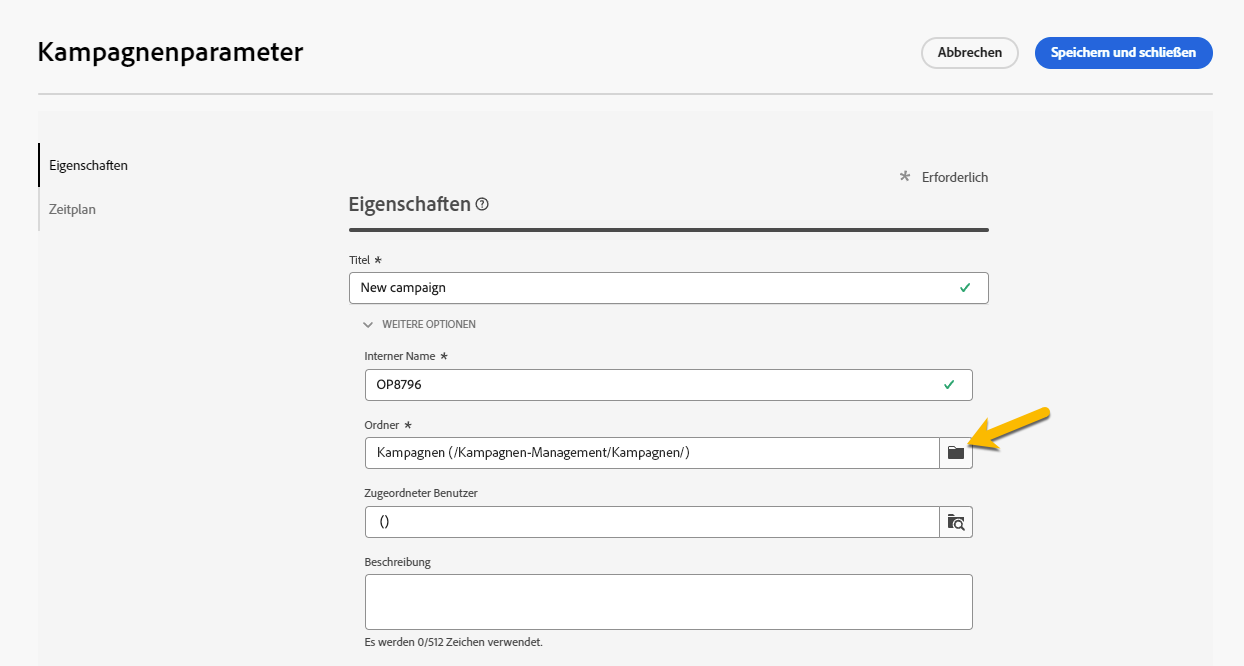 Kampagnenparameter
Abbrechen
Speichern und schließen
Eigenschaften
Zeitplan
* Erforderlich
Eigenschaften
Titel *
New campaign
WEITERE OPTIONEN
Interner Name *
OP8796
Ordner *
Kampagnen (/Kampagnen-Management/Kampagnen/)
Zugeordneter Benutzer
()
Beschreibung
Es werden 0/512 Zeichen verwendet.